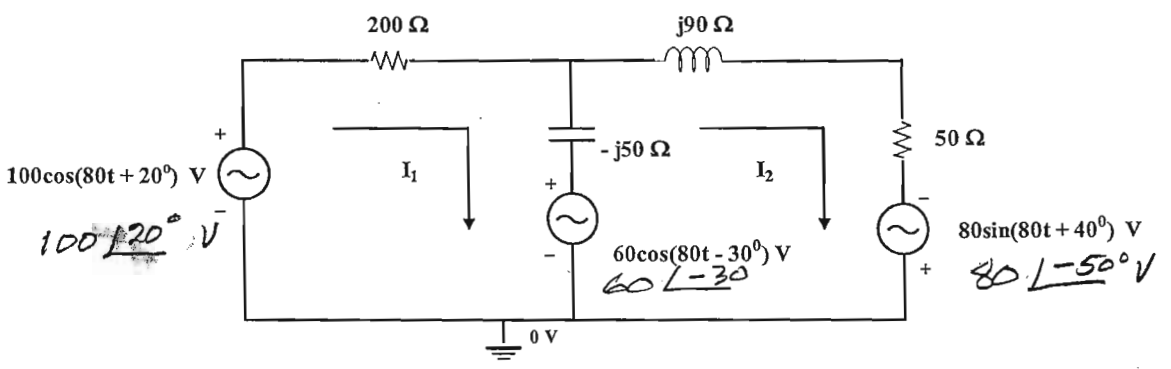 200 Ω
j90 Ω
+
100cos(80t + 20⁰) V
-
100∠20° V
I₁
- j50 Ω
+
-
60cos(80t - 30⁰) V
60∠-30
I₂
50 Ω
-
80sin(80t + 40⁰) V
+
80∠-50° V
0 V